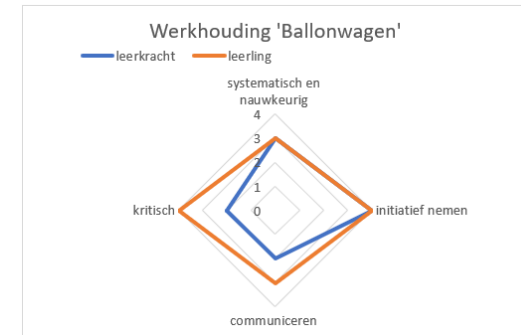 Werkhouding 'Ballonwagen'
leerkracht leerling
systematisch en
nauwkeurig
4
3
2
1
0
kritisch
initiatief nemen
communiceren